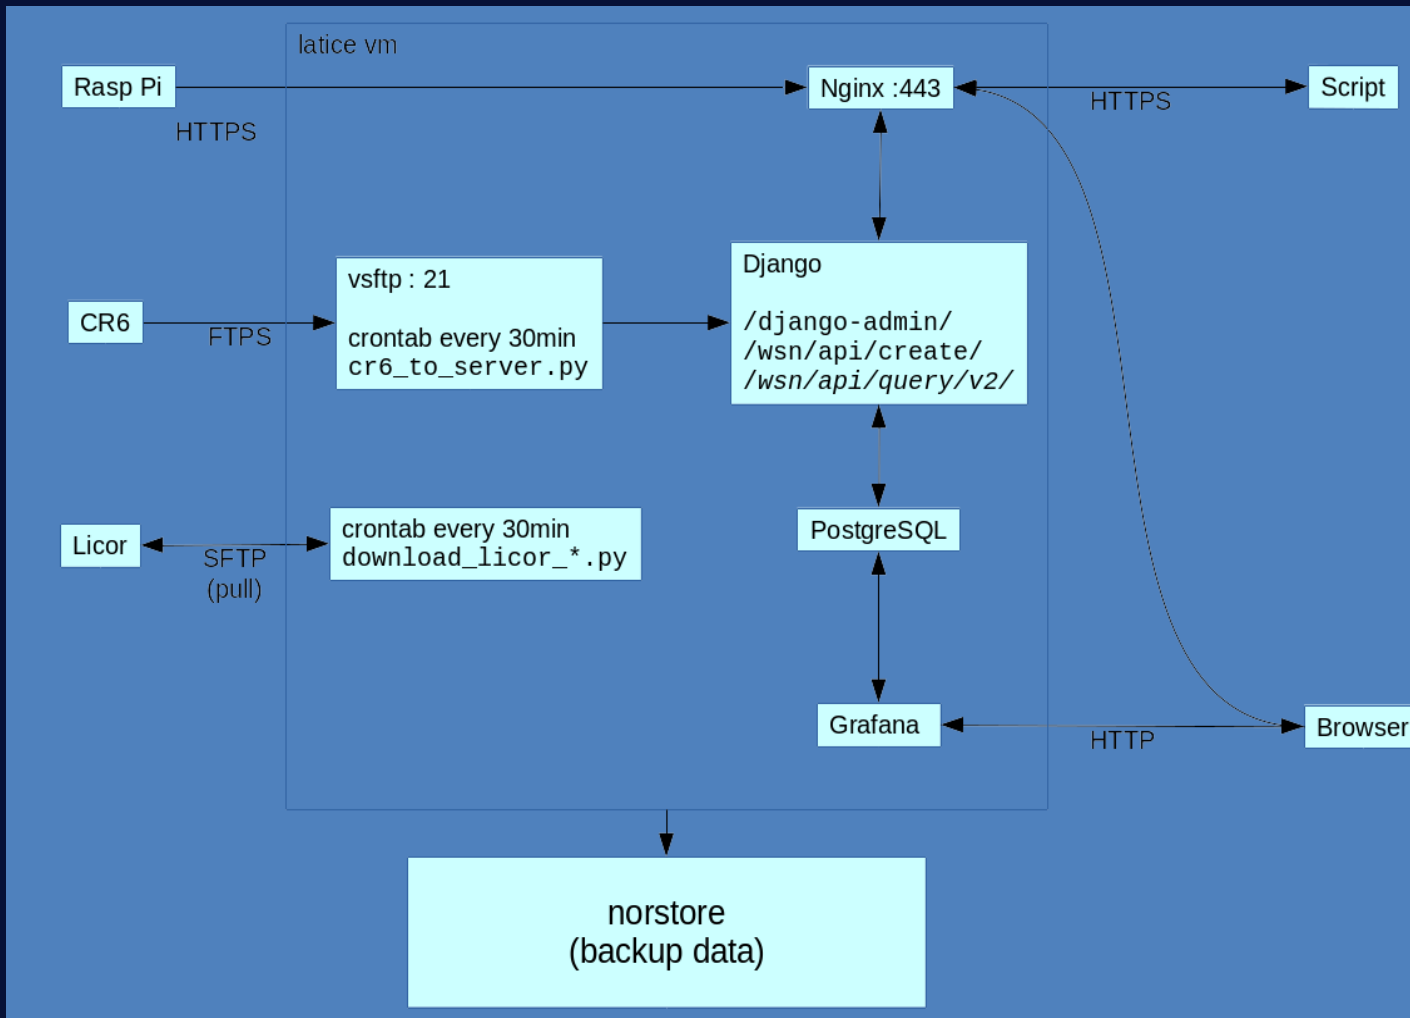 latice vm
Rasp Pi
Nginx :443
Script
HTTPS
HTTPS
vsftp : 21
crontab every 30min
cr6_to_server.py
Django
/django-admin/
/wsn/api/create/
/wsn/api/query/v2/
CR6
FTPS
Licor
SFTP
(pull)
crontab every 30min
download_licor_*.py
PostgreSQL
Grafana
HTTP
Browser
norstore
(backup data)